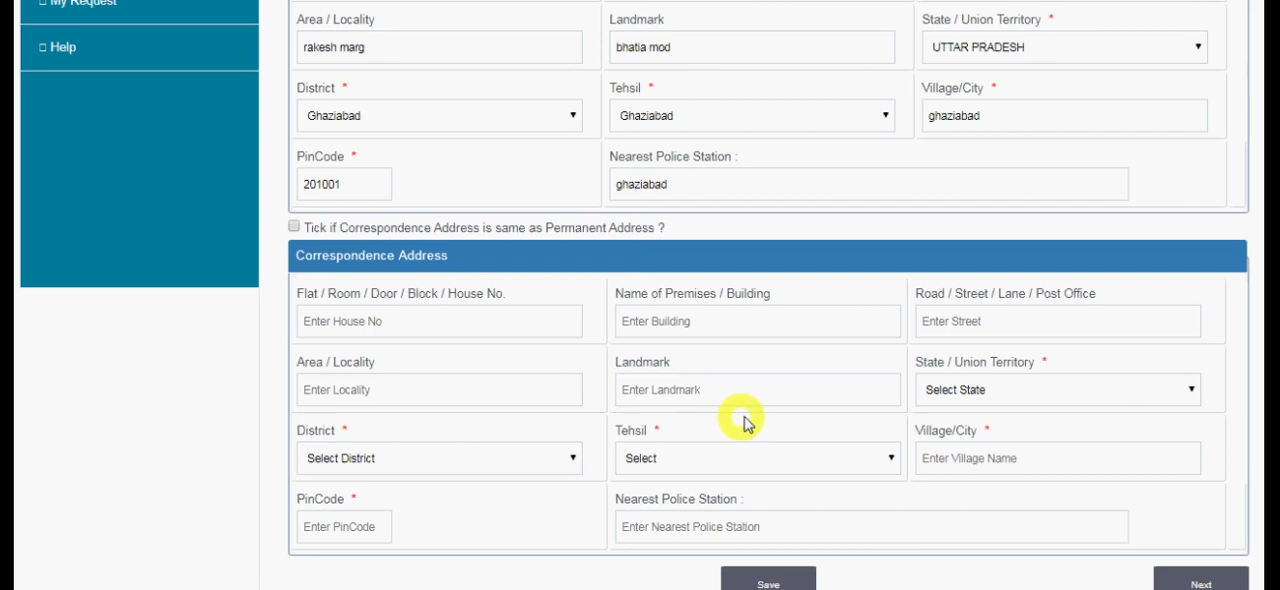 My Request
Help
Area / Locality
Landmark
State / Union Territory *
rakesh marg
bhatia mod
UTTAR PRADESH
District *
Tehsil *
Village/City *
Ghaziabad
Ghaziabad
ghaziabad
PinCode *
Nearest Police Station :
201001
ghaziabad
Tick if Correspondence Address is same as Permanent Address ?
Correspondence Address
Flat / Room / Door / Block / House No.
Name of Premises / Building
Road / Street / Lane / Post Office
Enter House No
Enter Building
Enter Street
Area / Locality
Landmark
State / Union Territory *
Enter Locality
Enter Landmark
Select State
District *
Tehsil *
Village/City *
Select District
Select
Enter Village Name
PinCode *
Nearest Police Station :
Enter PinCode
Enter Nearest Police Station
Save
Next